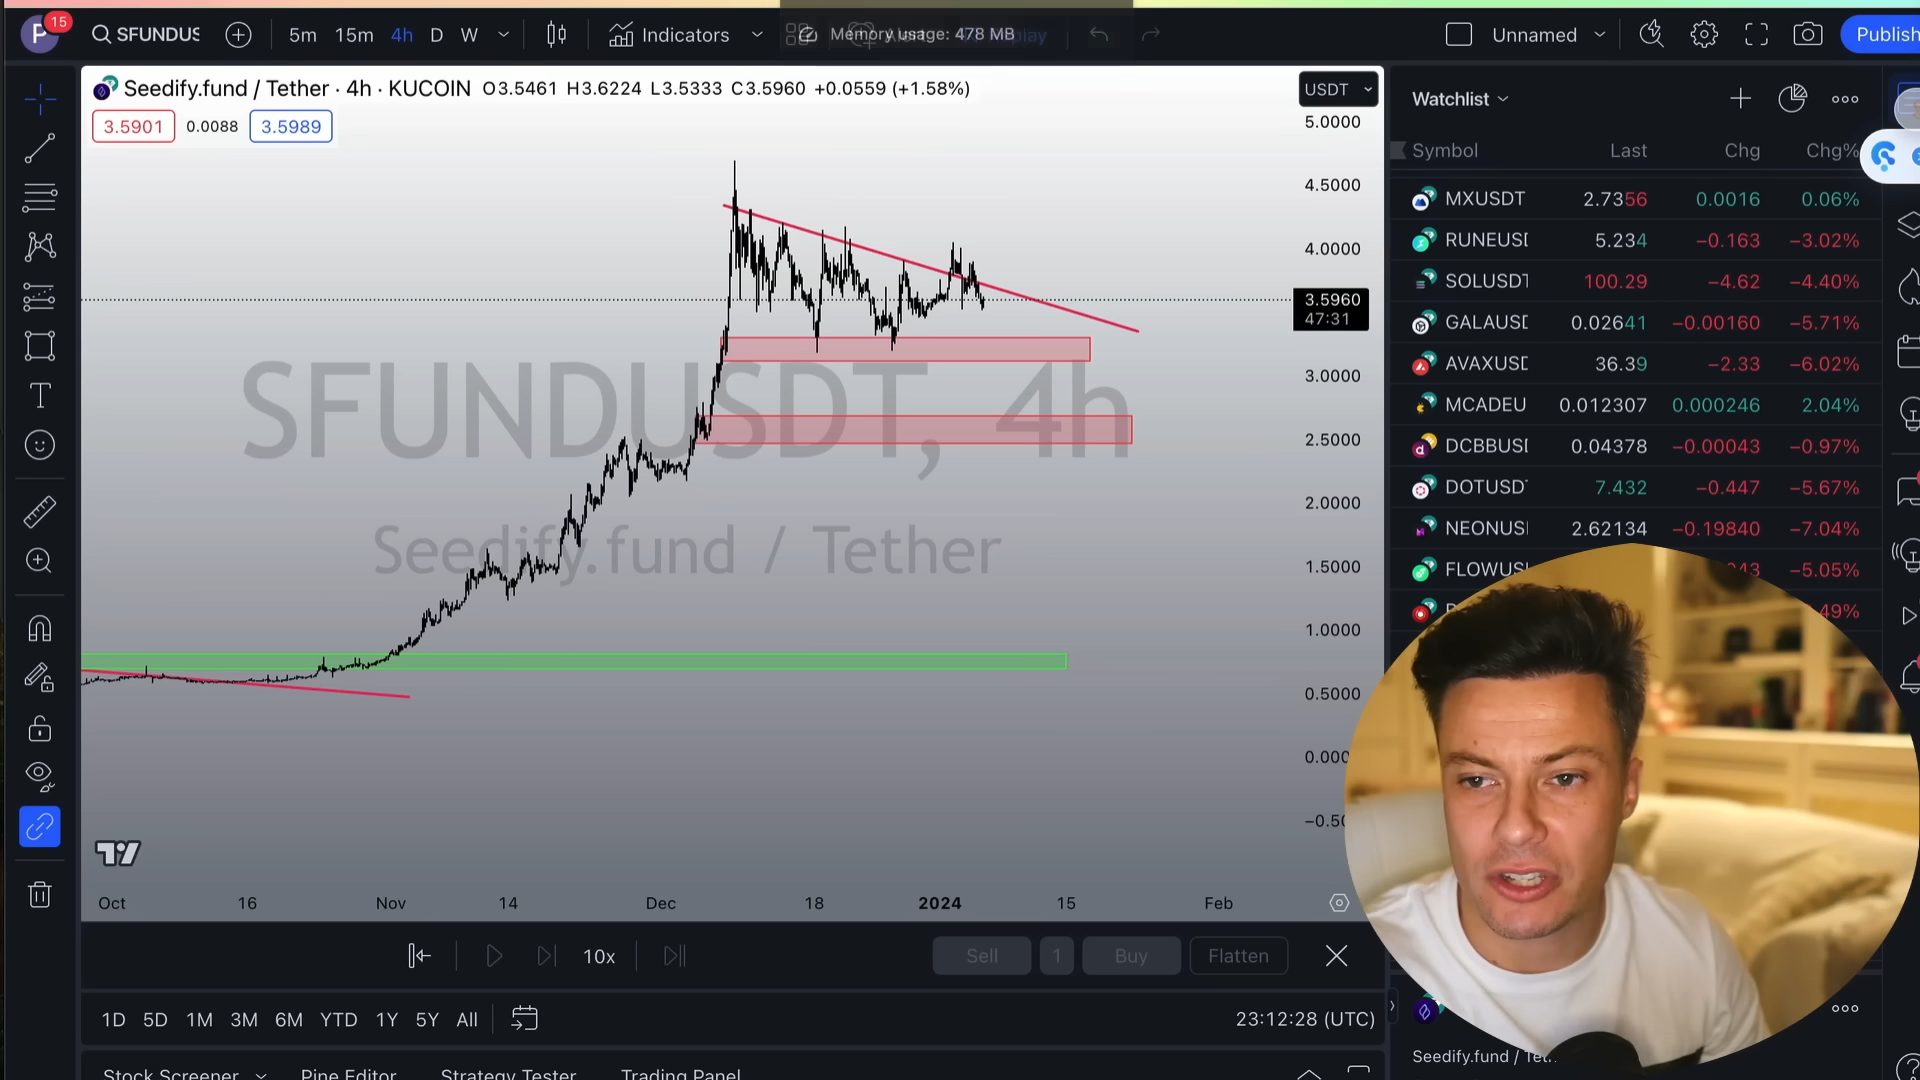 P 15 SFUNDUS 5m 15m 4h D W Indicators Memory usage: 478 MB Unnamed Publish
Seedify.fund / Tether · 4h · KUCOIN O3.5461 H3.6224 L3.5333 C3.5960 +0.0559 (+1.58%)
USDT
3.5901 0.0088 3.5989
5.0000
4.5000
4.0000
3.5960
47:31
3.0000
2.5000
2.0000
1.5000
1.0000
0.5000
SFUNDUSDT, 4h
Seedify.fund / Tether
Oct 16 Nov 14 Dec 18 2024 15 Feb
10x Sell 1 Buy Flatten
1D 5D 1M 3M 6M YTD 1Y 5Y All 23:12:28 (UTC)
Stock Screener Pine Editor Strategy Tester Trading Panel
Watchlist
Symbol Last Chg Chg%
MXUSDT 2.7356 0.0016 0.06%
RUNEUSD 5.234 −0.163 −3.02%
SOLUSDT 100.29 −4.62 −4.40%
GALAUSD 0.02641 −0.00160 −5.71%
AVAXUSD 36.39 −2.33 −6.02%
MCADEU 0.012307 0.000246 2.04%
DCBBUSD 0.04378 −0.00043 −0.97%
DOTUSD 7.432 −0.447 −5.67%
NEONUS 2.62134 −0.19840 −7.04%
FLOWUS −5.05%
Seedify.fund /